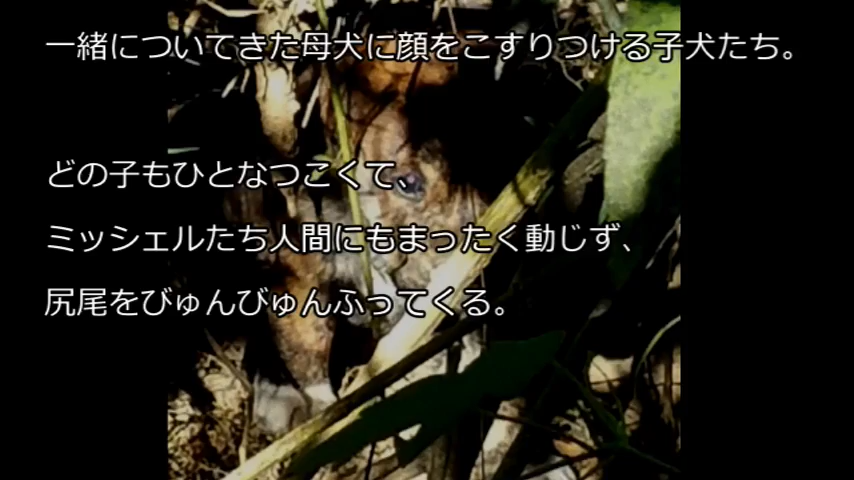 一緒についてきた母犬に顔をこすりつける子犬たち。
どの子もひとなつこくて、
ミッシェルたち人間にもまったく動じず、
尻尾をびゅんびゅんふってくる。